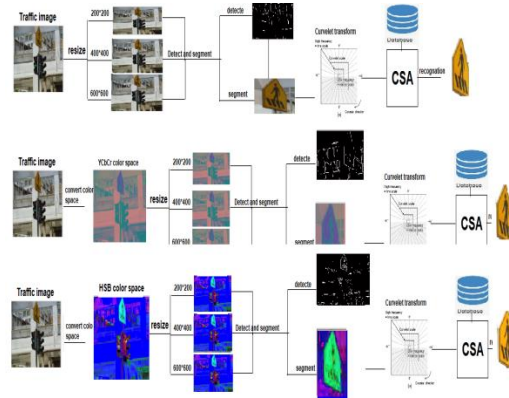 Traffic image
resize
200*200
400*400
600*600
Detect and segment
detecte
segment
Curvelet transform
Database
CSA
recognation
Traffic image
convert color
space
YCbCr color space
resize
200*200
400*400
600*600
Detect and segment
detecte
segment
Curvelet transform
Database
CSA
Traffic image
convert colo
space
HSB color space
resize
200*200
400*400
600*600
Detect and segment
detecte
segment
Curvelet transform
Database
CSA